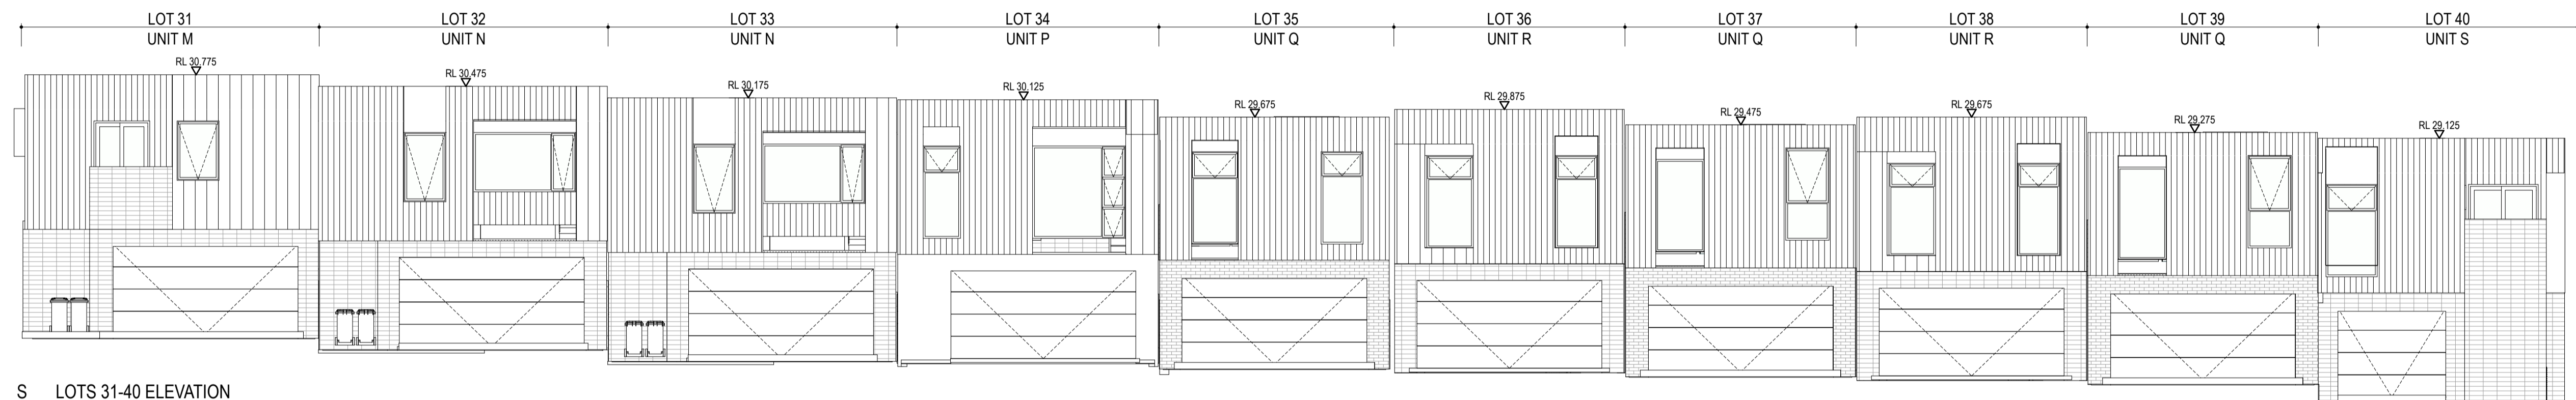 LOT 31 LOT 32 LOT 33 LOT 34 LOT 35 LOT 36 LOT 37 LOT 38 LOT 39 LOT 40
UNIT M UNIT N UNIT N UNIT P UNIT Q UNIT R UNIT Q UNIT R UNIT Q UNIT S
RL 30.775
RL 30.475
RL 30.175
RL 30.125
RL 29.675
RL 29.875
RL 29.475
RL 29.675
RL 29.275
RL 29.125
S LOTS 31-40 ELEVATION